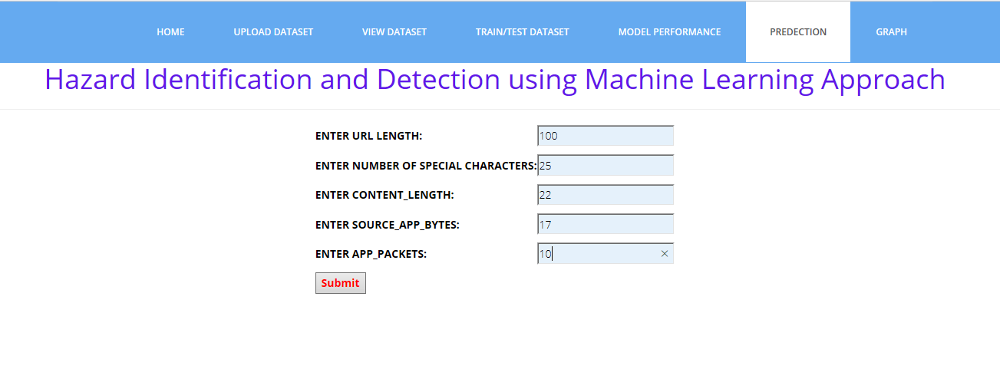 HOME UPLOAD DATASET VIEW DATASET TRAIN/TEST DATASET MODEL PERFORMANCE PREDECTION GRAPH
Hazard Identification and Detection using Machine Learning Approach
ENTER URL LENGTH: 100
ENTER NUMBER OF SPECIAL CHARACTERS: 25
ENTER CONTENT_LENGTH: 22
ENTER SOURCE_APP_BYTES: 17
ENTER APP_PACKETS: 10
Submit